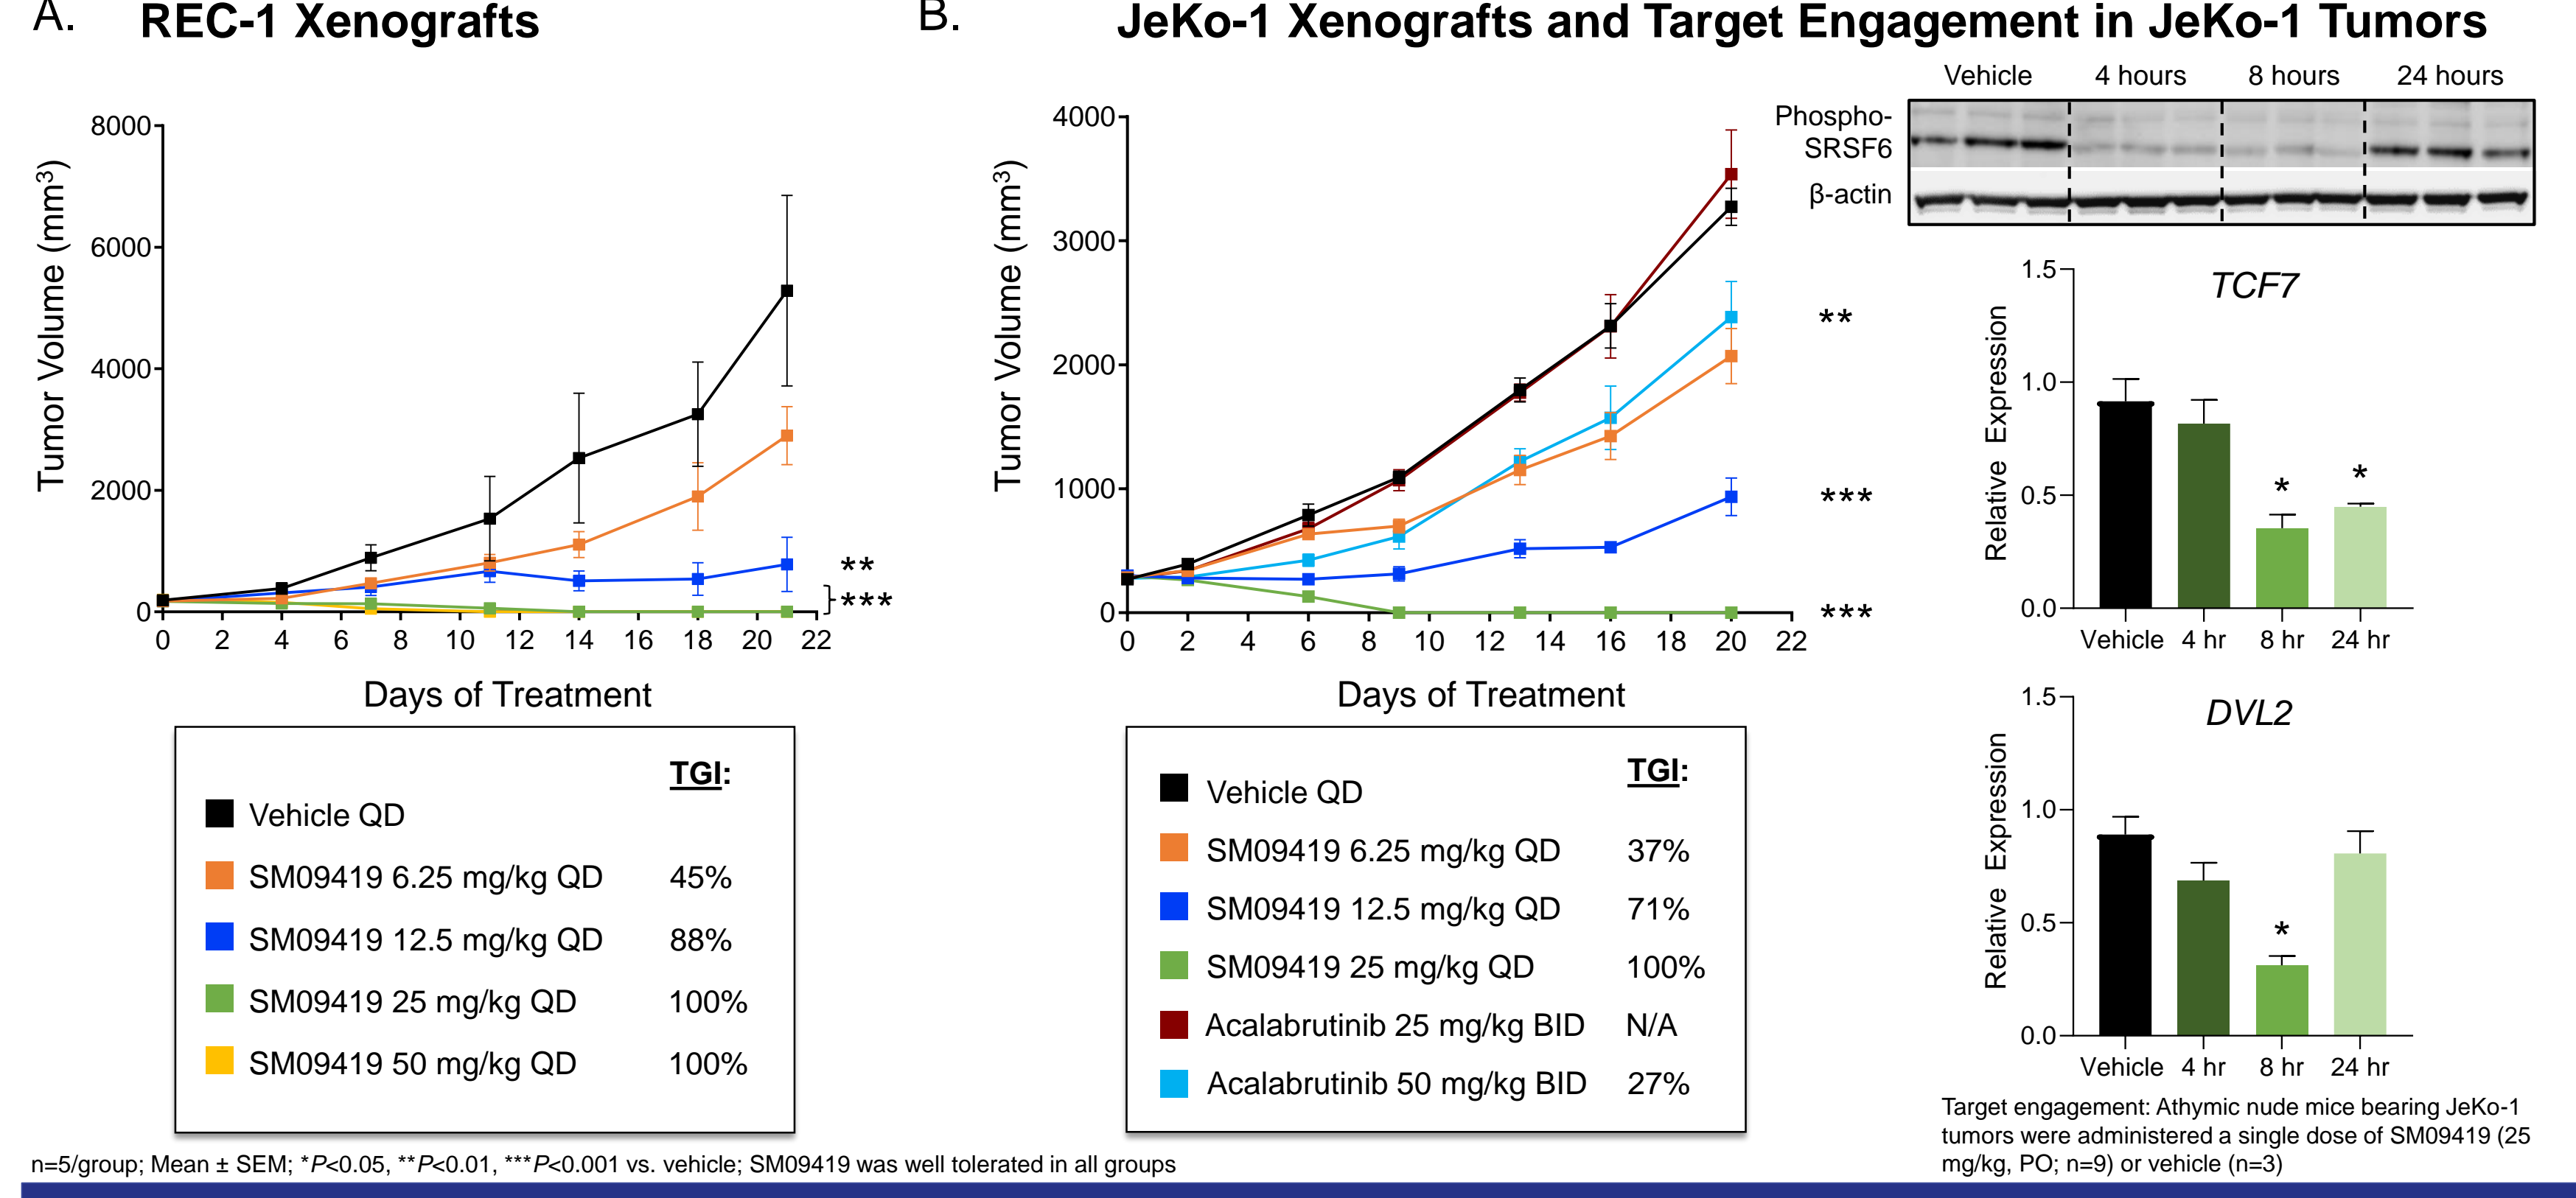 A. REC-1 Xenografts
8000
6000
4000
2000
0
Tumor Volume (mm³)
0 2 4 6 8 10 12 14 16 18 20 22
**
***
Days of Treatment
TGI:
Vehicle QD
SM09419 6.25 mg/kg QD 45%
SM09419 12.5 mg/kg QD 88%
SM09419 25 mg/kg QD 100%
SM09419 50 mg/kg QD 100%
B. JeKo-1 Xenografts and Target Engagement in JeKo-1 Tumors
4000
3000
2000
1000
0
Tumor Volume (mm³)
0 2 4 6 8 10 12 14 16 18 20 22
**
***
***
Days of Treatment
TGI:
Vehicle QD
SM09419 6.25 mg/kg QD 37%
SM09419 12.5 mg/kg QD 71%
SM09419 25 mg/kg QD 100%
Acalabrutinib 25 mg/kg BID N/A
Acalabrutinib 50 mg/kg BID 27%
Vehicle 4 hours 8 hours 24 hours
Phospho-
SRSF6
β-actin
TCF7
1.5
1.0
0.5
0.0
Relative Expression
* *
Vehicle 4 hr 8 hr 24 hr
DVL2
1.5
1.0
0.5
0.0
Relative Expression
*
Vehicle 4 hr 8 hr 24 hr
Target engagement: Athymic nude mice bearing JeKo-1
tumors were administered a single dose of SM09419 (25
mg/kg, PO; n=9) or vehicle (n=3)
n=5/group; Mean ± SEM; *P<0.05, **P<0.01, ***P<0.001 vs. vehicle; SM09419 was well tolerated in all groups